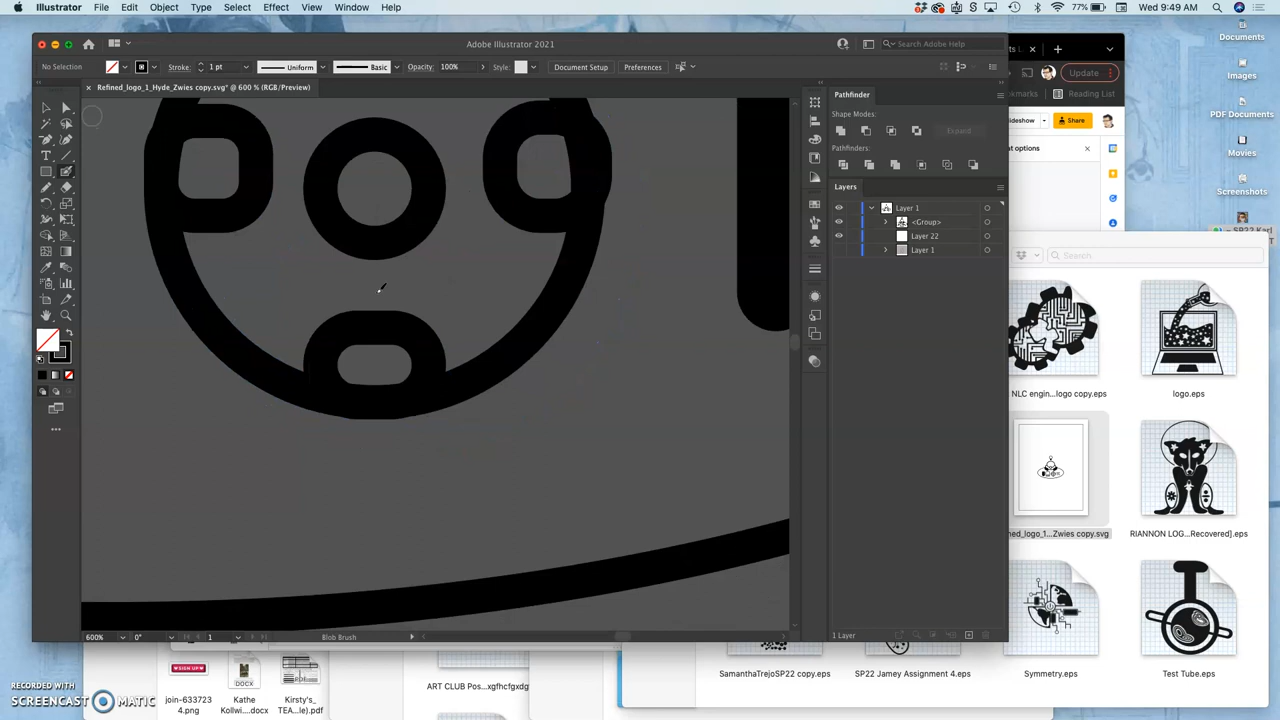 Illustrator File Edit Object Type Select Effect View Window Help
77% Wed 9:49 AM
Adobe Illustrator 2021
Search Adobe Help
No Selection Stroke: 1 pt Uniform Basic Opacity: 100% Style: Document Setup Preferences
Refined_logo_1_Hyde_Zwies copy.svg* @ 600 % (RGB/Preview)
Pathfinder
Shape Modes:
Expand
Pathfinders:
Layers
Layer 1
<Group>
Layer 22
Layer 1
1 Layer
600% 0° 1 Blob Brush
Update
Reading List
Share
Documents
Images
PDF Documents
Movies
Screenshots
Search
NLC engin...logo copy.eps
logo.eps
ned_logo_1...Zwies copy.svg
RIANNON LOG...Recovered].eps
SamanthaTrejoSP22 copy.eps
SP22 Jamey Assignment 4.eps
Symmetry.eps
Test Tube.eps
SIGN UP
DOCX
join-633723
4.png
Kathe
Kollwi...docx
Kirsty's_
TEA...(e).pdf
ART CLUB Pos...xgfhcfgxdgf
RECORDED WITH
SCREENCAST MATIC